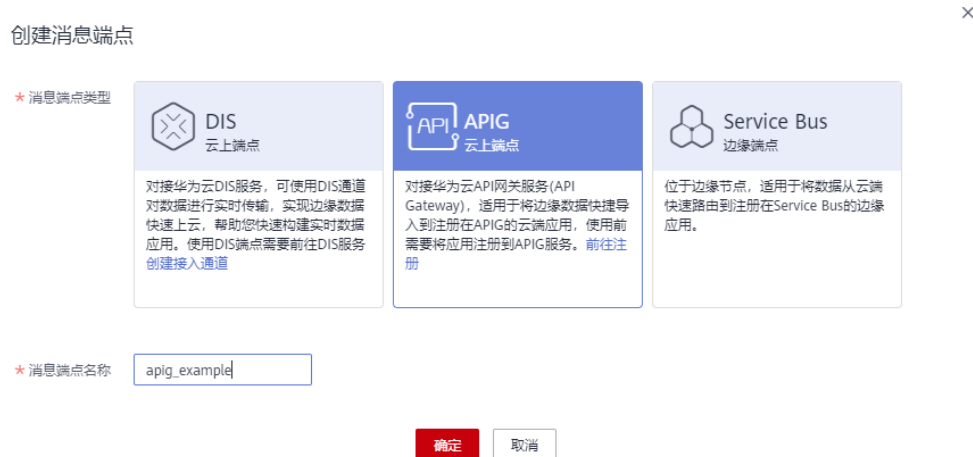 创建消息端点
* 消息端点类型
DIS
云上端点
对接华为云DIS服务，可使用DIS通道
对数据进行实时传输，实现边缘数据
快速上云，帮助您快速构建实时数据
应用。使用DIS端点需要前往DIS服务
创建接入通道
API
APIG
云上端点
对接华为云API网关服务(API
Gateway)，适用于将边缘数据快捷导
入到注册在APIG的云端应用，使用前
需要将应用注册到APIG服务。前往注
册
Service Bus
边缘端点
位于边缘节点，适用于将数据从云端
快速路由到注册在Service Bus的边缘
应用。
* 消息端点名称
apig_example
确定
取消